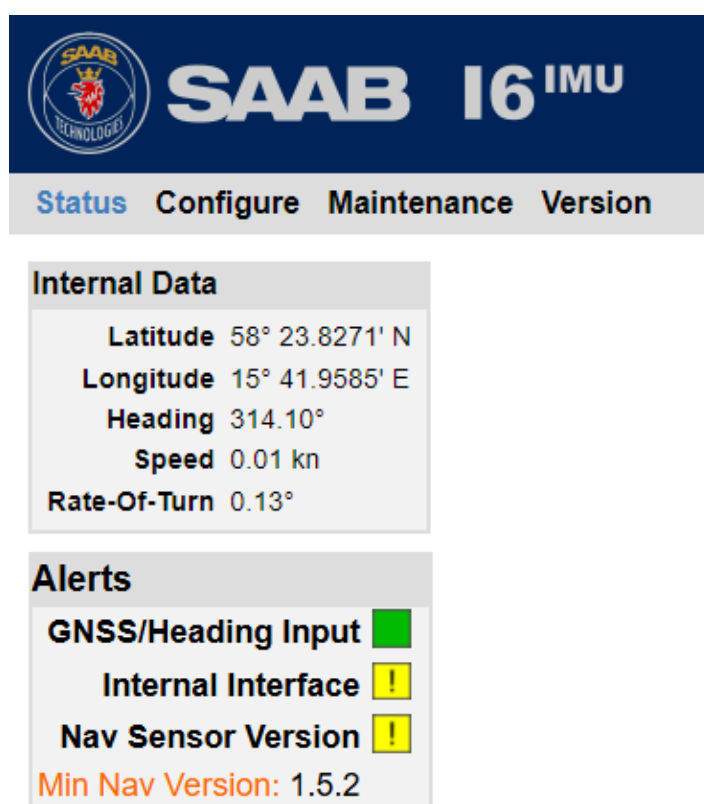 SAAB
TECHNOLOGIES
SAAB I6 IMU
Status Configure Maintenance Version
Internal Data
Latitude 58° 23.8271' N
Longitude 15° 41.9585' E
Heading 314.10°
Speed 0.01 kn
Rate-Of-Turn 0.13°
Alerts
GNSS/Heading Input
Internal Interface !
Nav Sensor Version !
Min Nav Version: 1.5.2